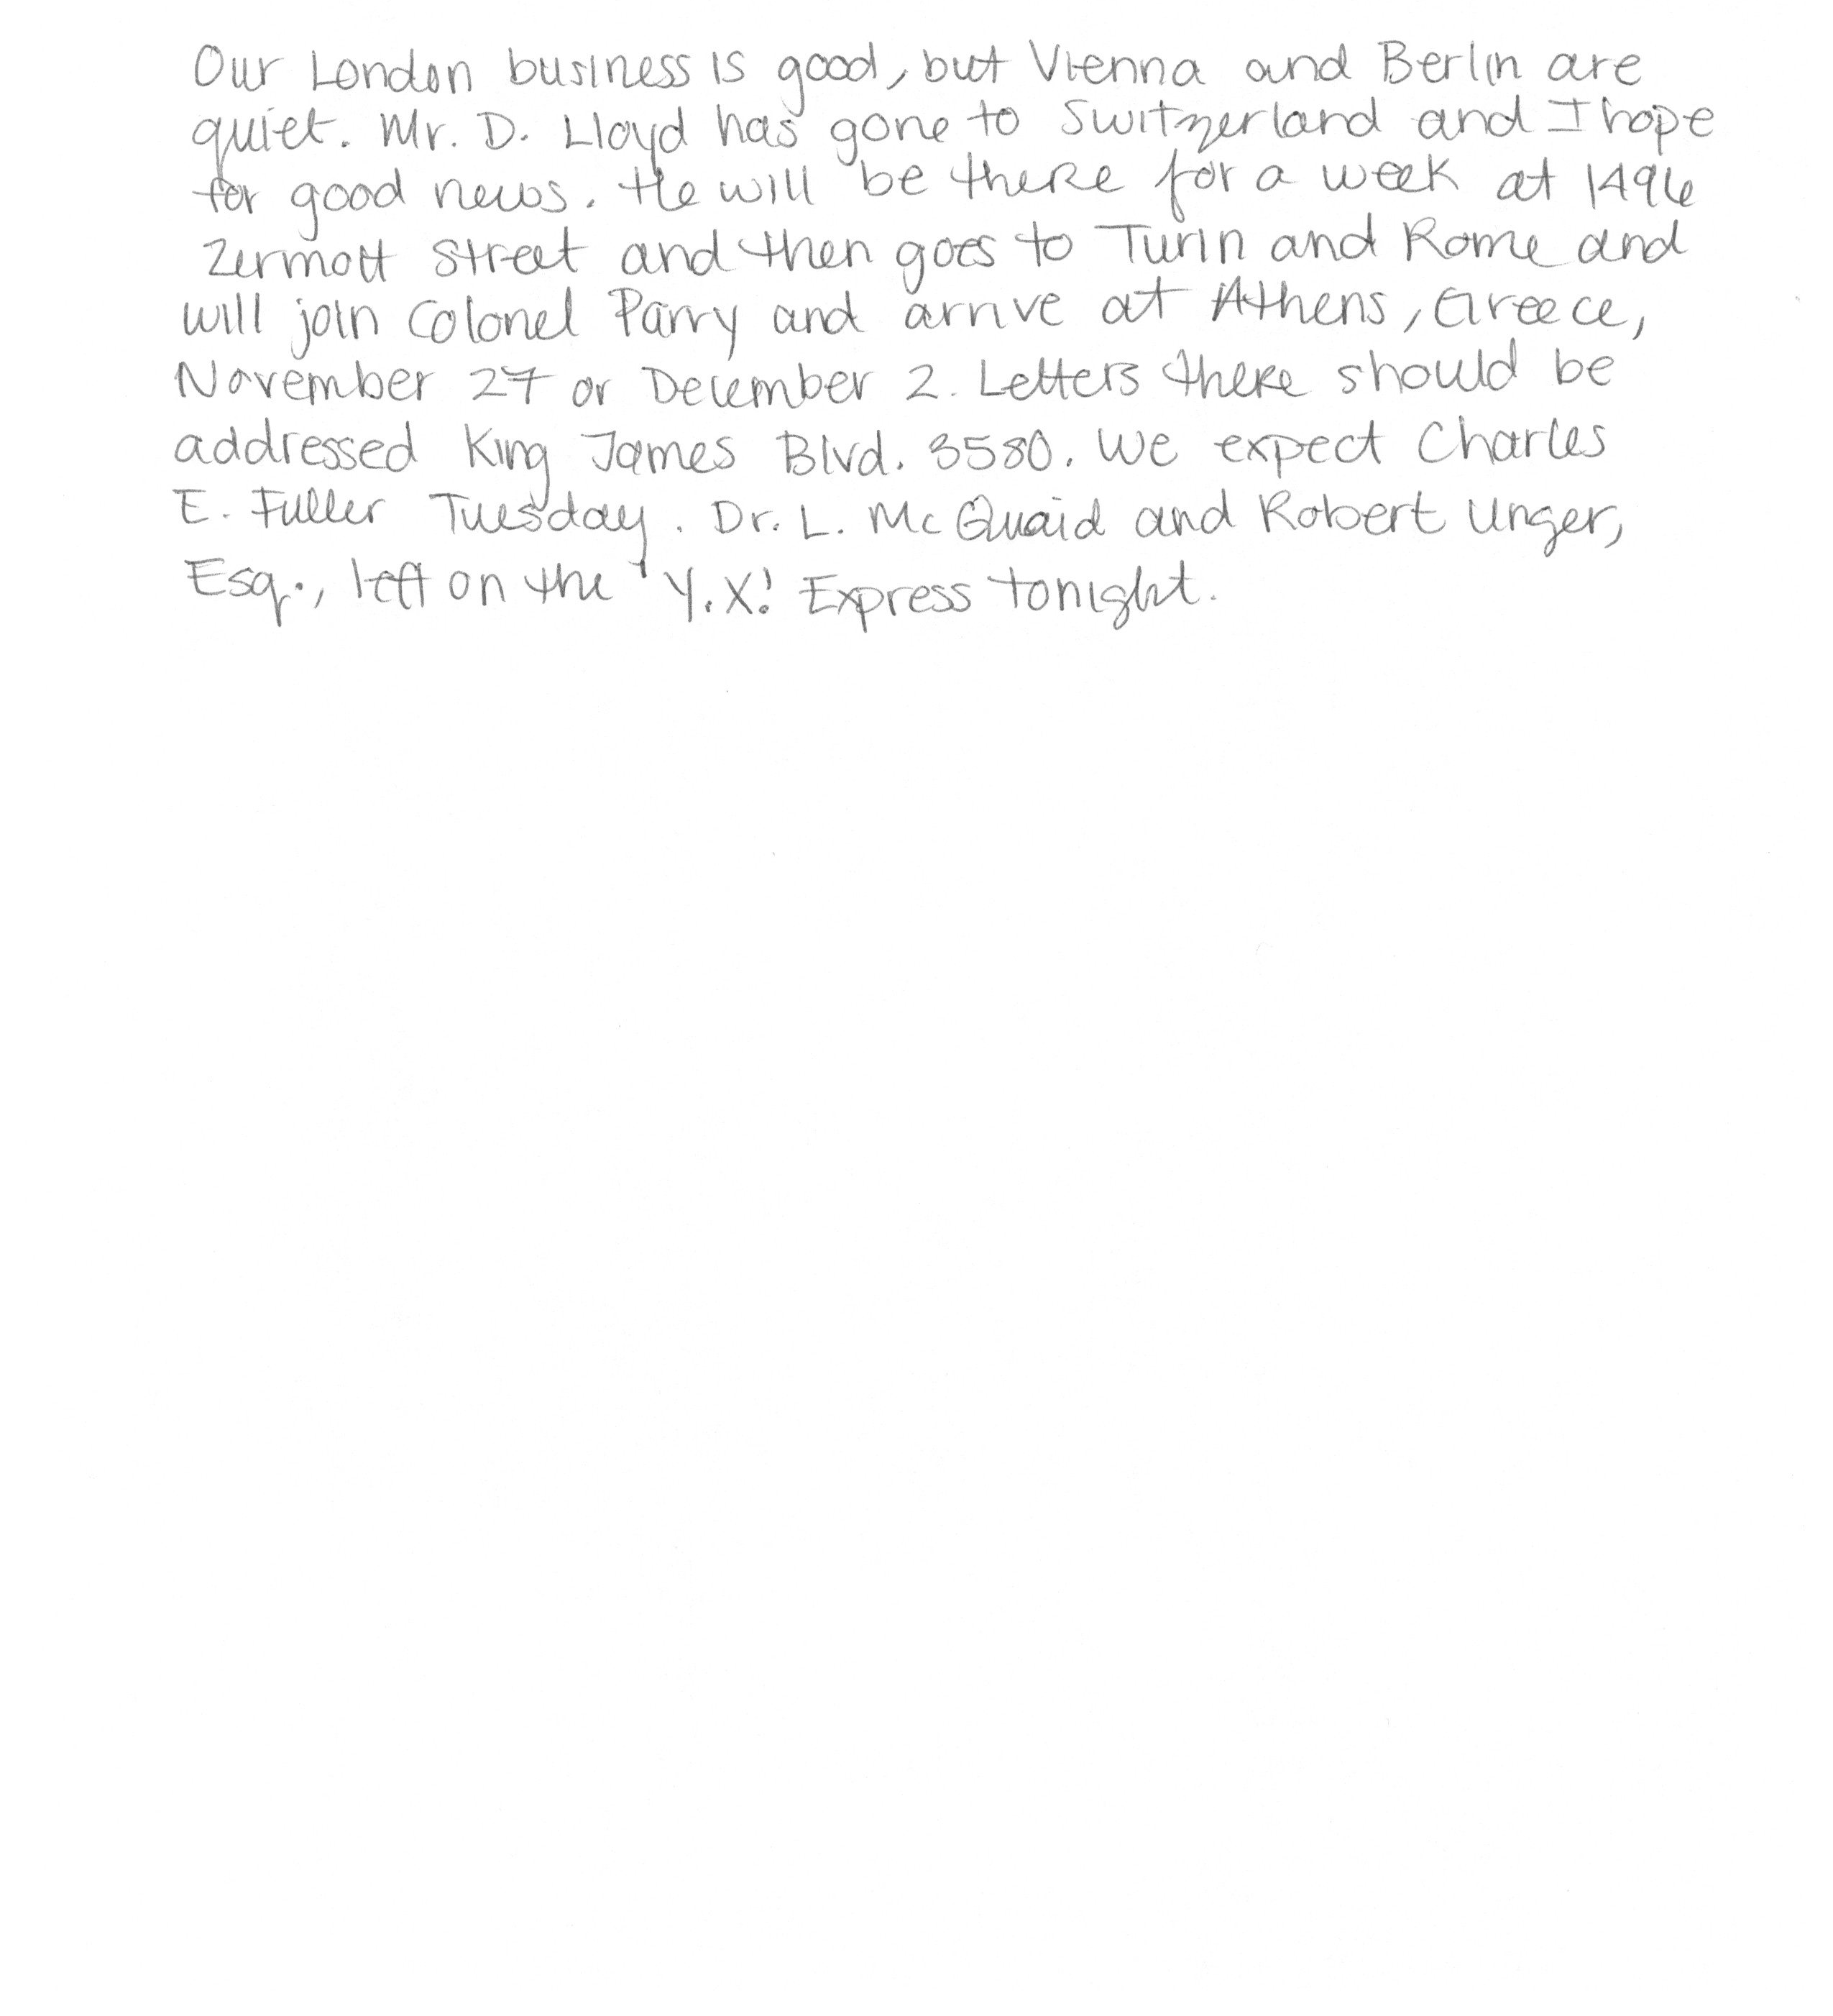 Our London business is good, but Vienna and Berlin are
quiet. Mr. D. Lloyd has gone to Switzerland and I hope
for good news. He will be there for a week at 1496
Zermott Street and then goes to Turin and Rome and
will join Colonel Parry and arrive at Athens, Greece,
November 27 or December 2. Letters there should be
addressed King James Blvd. 3580. We expect Charles
E. Fuller Tuesday. Dr. L. McQuaid and Robert Unger,
Esq., left on the 'Y.X.' Express tonight.